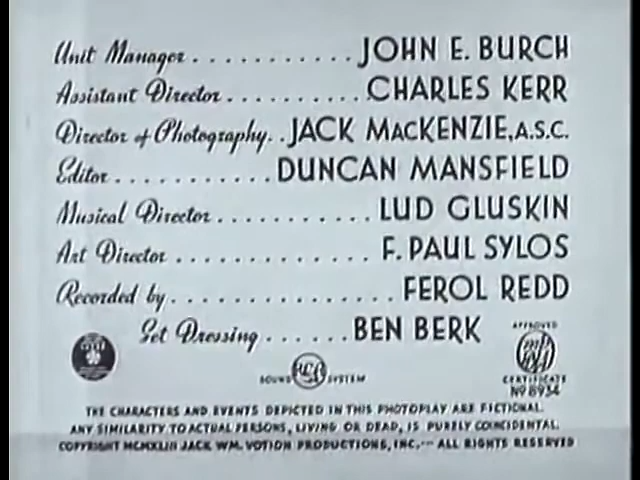 Unit Manager . . . . . . . . . . . JOHN E. BURCH
Assistant Director . . . . . . . . . . CHARLES KERR
Director of Photography . . JACK MACKENZIE, A.S.C.
Editor . . . . . . . . . . . DUNCAN MANSFIELD
Musical Director . . . . . . . . . . . LUD GLUSKIN
Art Director . . . . . . . . . . . . . F. PAUL SYLOS
Recorded by . . . . . . . . . . . . . . . . FEROL REDD
Set Dressing . . . . . . BEN BERK
APPROVED
SOUND RCA SYSTEM
CERTIFICATE
No 8934
THE CHARACTERS AND EVENTS DEPICTED IN THIS PHOTOPLAY ARE FICTIONAL.
ANY SIMILARITY TO ACTUAL PERSONS, LIVING OR DEAD, IS PURELY COINCIDENTAL.
COPYRIGHT MCMXLIII JACK WM. VOTION PRODUCTIONS, INC. -- ALL RIGHTS RESERVED